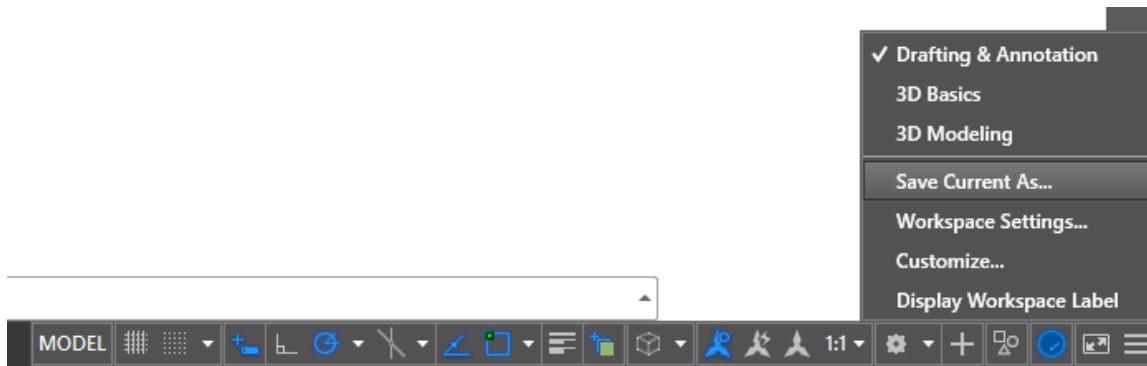 ✓ Drafting & Annotation
3D Basics
3D Modeling
Save Current As...
Workspace Settings...
Customize...
Display Workspace Label
MODEL 1:1